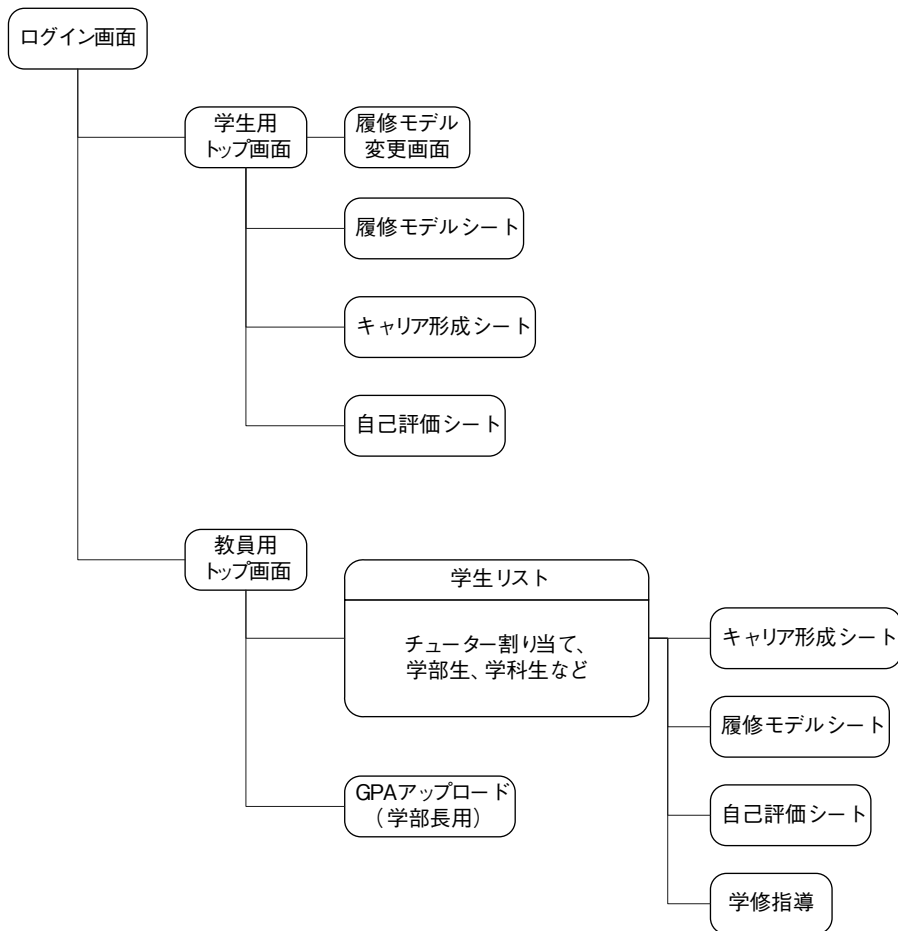 ログイン画面
学生用
トップ画面
履修モデル
変更画面
履修モデルシート
キャリア形成シート
自己評価シート
教員用
トップ画面
学生リスト
チューター割り当て、
学部生、学科生など
キャリア形成シート
履修モデルシート
自己評価シート
学修指導
GPAアップロード
（学部長用）